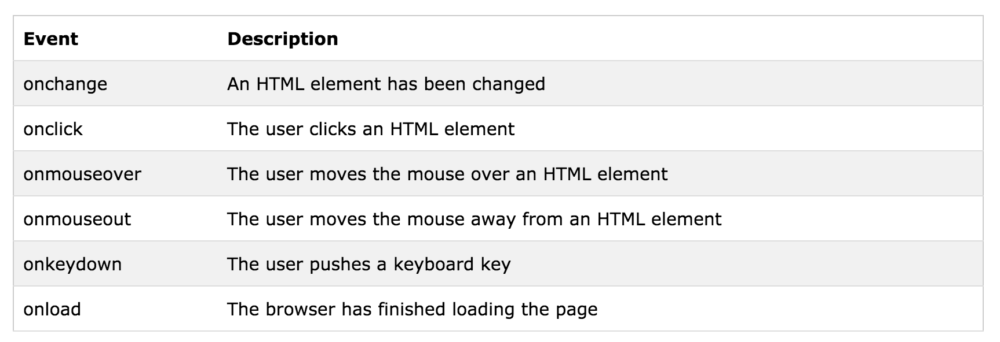 Event Description
onchange An HTML element has been changed
onclick The user clicks an HTML element
onmouseover The user moves the mouse over an HTML element
onmouseout The user moves the mouse away from an HTML element
onkeydown The user pushes a keyboard key
onload The browser has finished loading the page